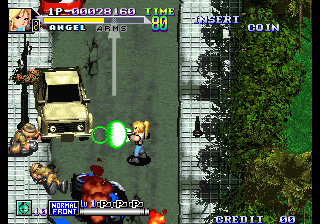 1P-00028160 TIME
ANGEL ARMS 80
INSERT
COIN
NORMAL
FRONT
CREDIT 00